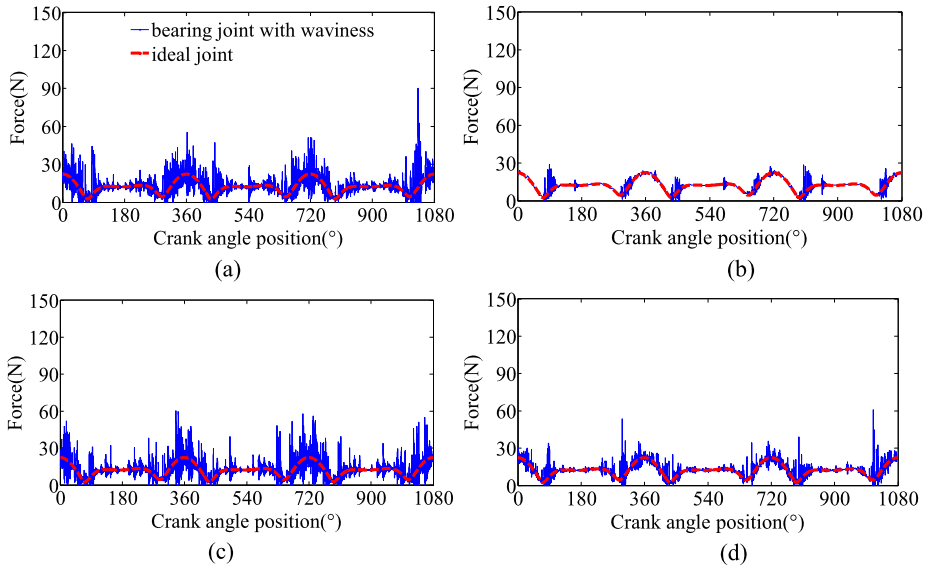 150
120
90
60
30
0
Force(N)
bearing joint with waviness
ideal joint
0 180 360 540 720 900 1080
Crank angle position(°)
(a)
150
120
90
60
30
0
Force(N)
0 180 360 540 720 900 1080
Crank angle position(°)
(b)
150
120
90
60
30
0
Force(N)
0 180 360 540 720 900 1080
Crank angle position(°)
(c)
150
120
90
60
30
0
Force(N)
0 180 360 540 720 900 1080
Crank angle position(°)
(d)